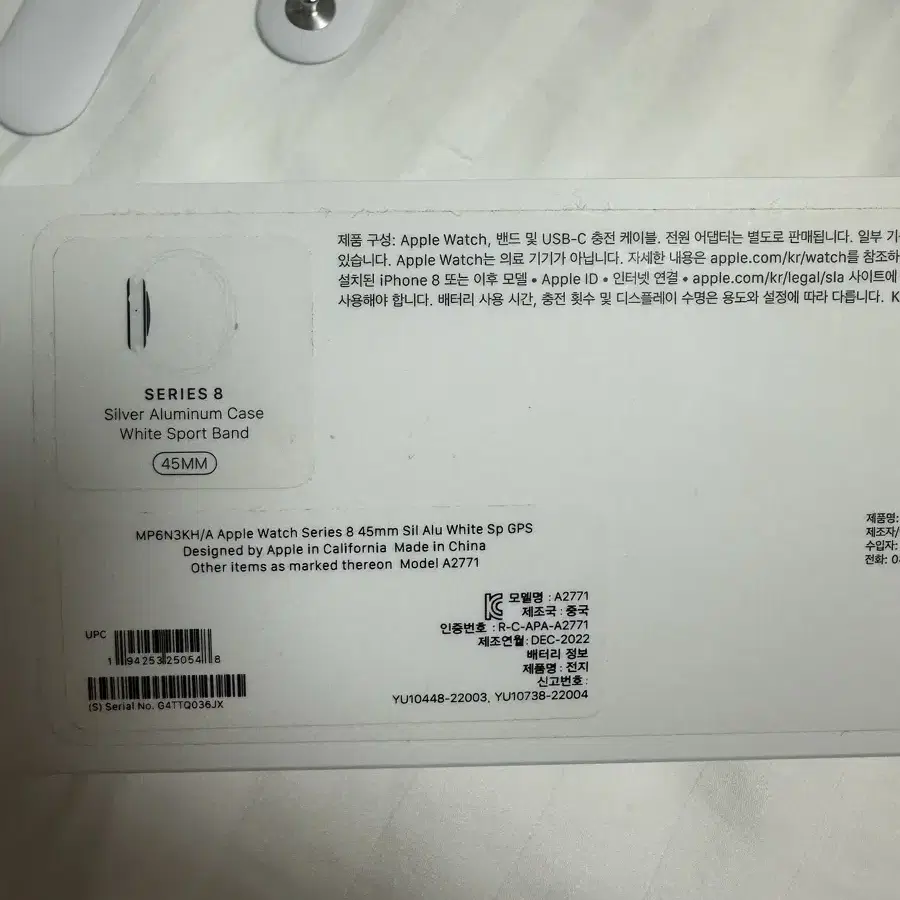 제품 구성: Apple Watch, 밴드 및 USB-C 충전 케이블. 전원 어댑터는 별도로 판매됩니다. 일부
있습니다. Apple Watch는 의료 기기가 아닙니다. 자세한 내용은 apple.com/kr/watch를 참조하
설치된 iPhone 8 또는 이후 모델 • Apple ID • 인터넷 연결 • apple.com/kr/legal/sla 사이트에
사용해야 합니다. 배터리 사용 시간, 충전 횟수 및 디스플레이 수명은 용도와 설정에 따라 다릅니다. K
SERIES 8
Silver Aluminum Case
White Sport Band
45MM
MP6N3KH/A Apple Watch Series 8 45mm Sil Alu White Sp GPS
Designed by Apple in California Made in China
Other items as marked thereon Model A2771
모델명 : A2771
제조국 : 중국
인증번호 : R-C-APA-A2771
제조연월: DEC-2022
배터리 정보
제품명 : 전지
신고번호 :
YU10448-22003, YU10738-22004
UPC
1 94253 25054 8
(S) Serial No. G4TTQ036JX
제품명:
제조자/
수입자:
전화: 0